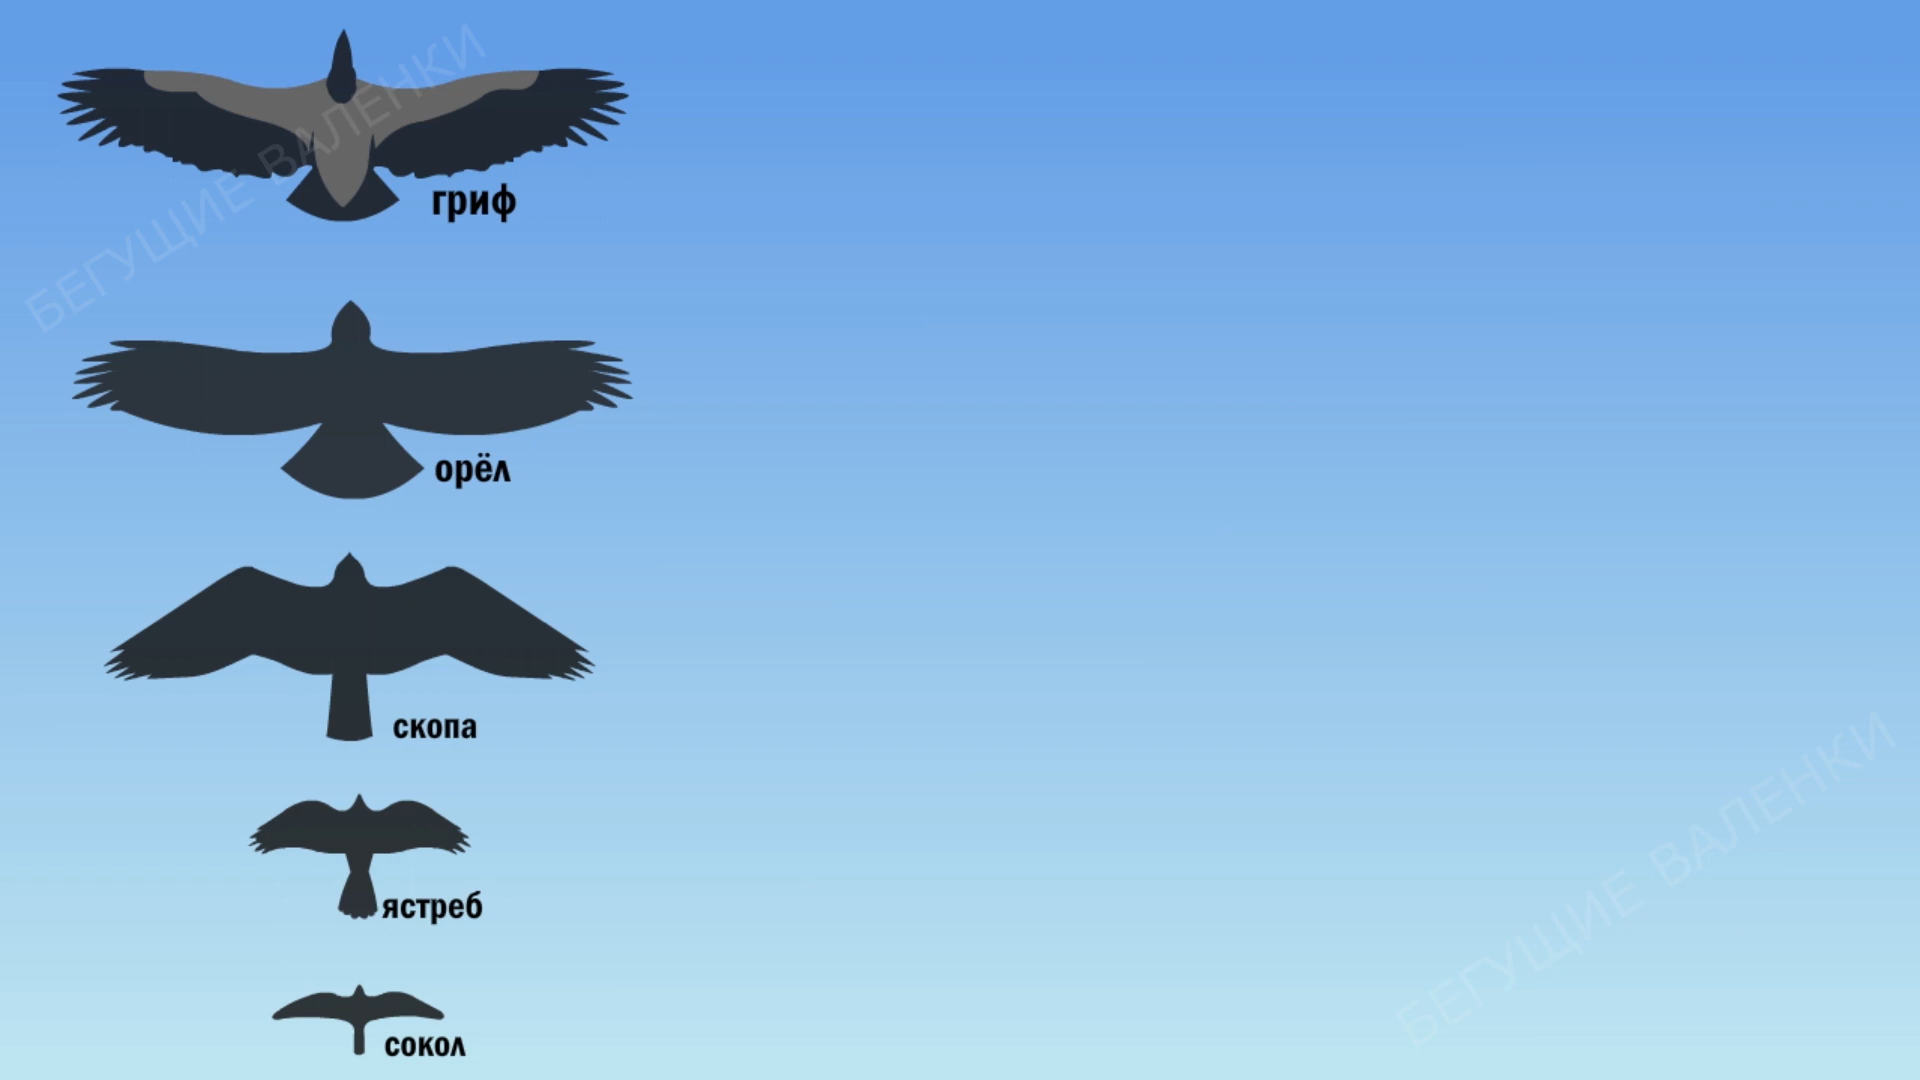 БЕГУЩИЕ ВАЛЕНКИ
гриф
орёл
скопа
ястреб
сокол
БЕГУЩИЕ ВАЛЕНКИ